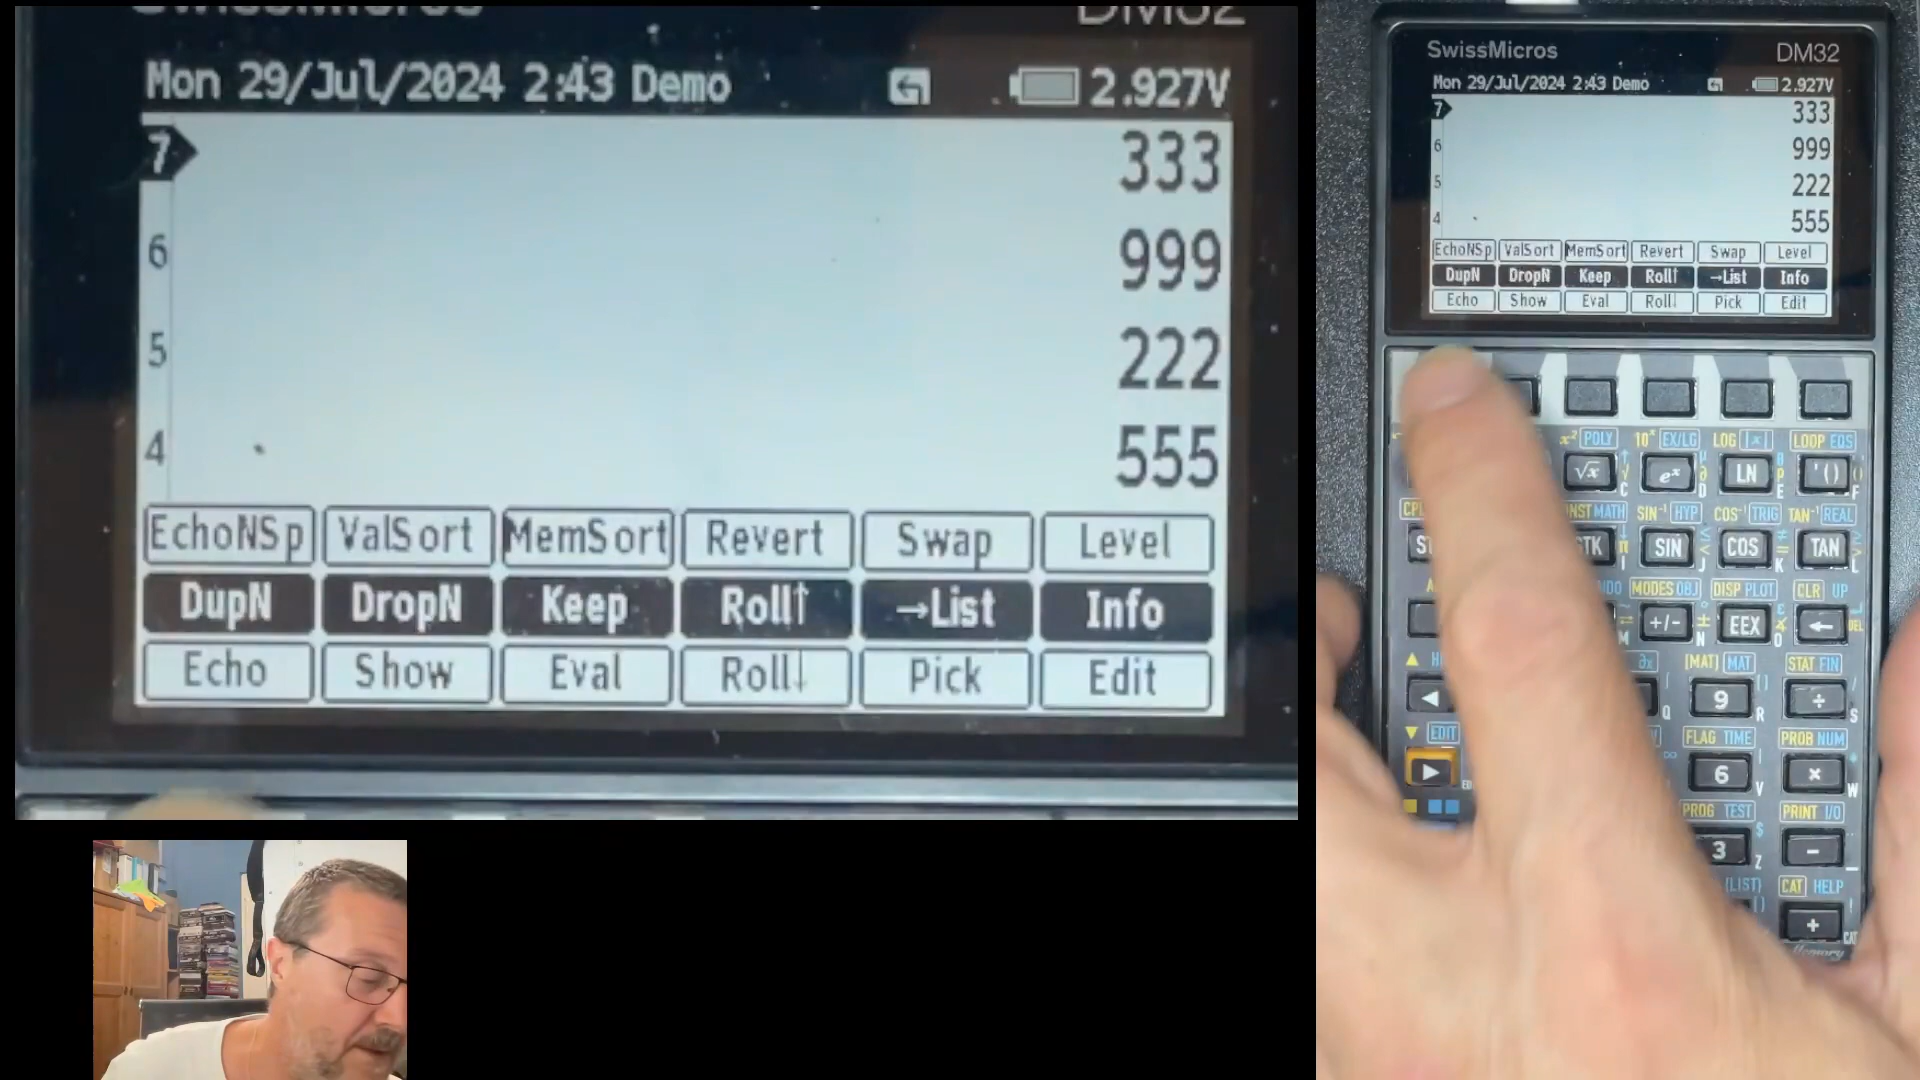 SwissMicros DM32
Mon 29/Jul/2024 2:43 Demo 2.927V
7 333
6 999
5 222
4 555
EchoNSp ValSort MemSort Revert Swap Level
DupN DropN Keep Roll↑ →List Info
Echo Show Eval Roll↓ Pick Edit
SwissMicros DM32
Mon 29/Jul/2024 2:43 Demo 2.927V
7 333
6 999
5 222
4 555
EchoNSp ValSort MemSort Revert Swap Level
DupN DropN Keep Roll↑ →List Info
Echo Show Eval Roll↓ Pick Edit
x² POLY 10ˣ EX/LG LOG |x| LOOP EQS
√x C eˣ D LN E '() F
MATH SIN⁻¹ HYP COS⁻¹ TRIG TAN⁻¹ REAL
SIN J COS K TAN L
MODES OBJ DISP PLOT CLR UP
M +/- N EEX O ←
[MAT] MAT STAT FIN
◀ Q 9 R ÷ S
EDIT FLAG TIME PROB NUM
▶ 6 V × W
PROG TEST PRINT I/O
3 Z −
CAT HELP
+